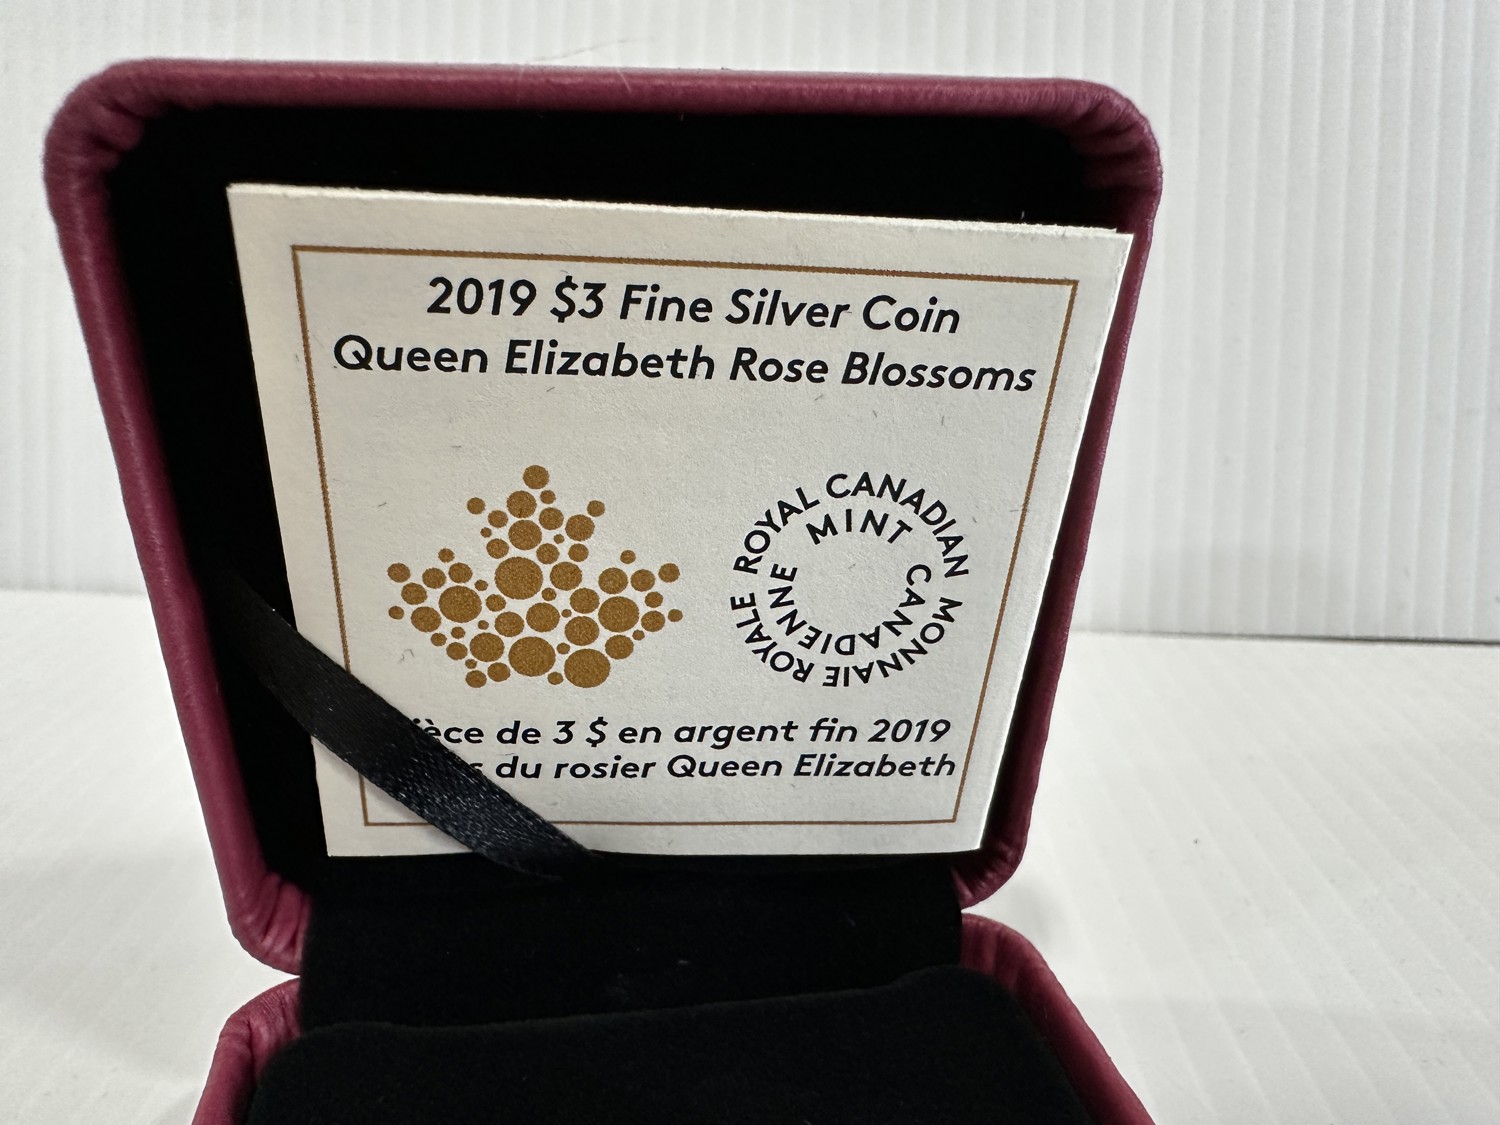 2019 $3 Fine Silver Coin
Queen Elizabeth Rose Blossoms
ROYAL CANADIAN MINT
MONNAIE ROYALE CANADIENNE
de 3 $ en argent fin 2019
du rosier Queen Elizabeth